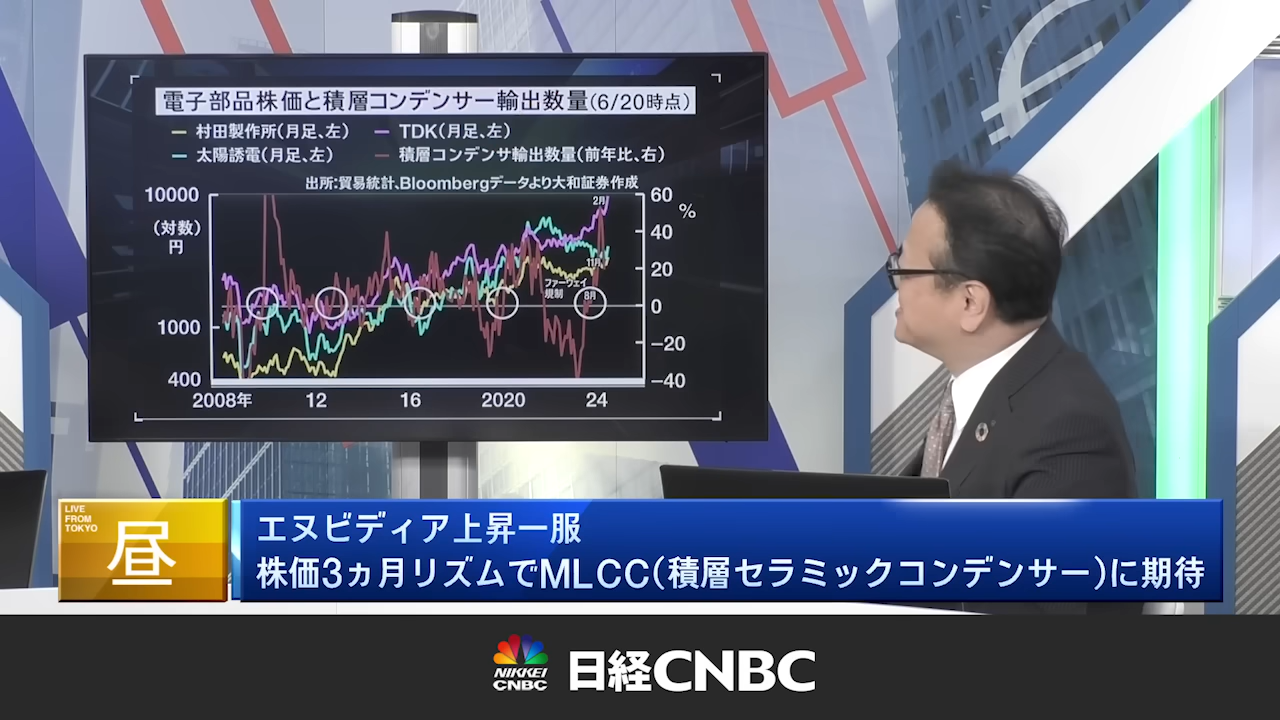 電子部品株価と積層コンデンサー輸出数量(6/20時点)
村田製作所(月足、左) TDK(月足、左)
太陽誘電(月足、左) 積層コンデンサ輸出数量(前年比、右)
出所:貿易統計、Bloombergデータより大和証券作成
10000
(対数)
円
1000
400
60
%
40
20
0
-20
-40
2月
11月
ファーウェイ
規制
8月
2008年 12 16 2020 24
LIVE
FROM
TOKYO
昼
エヌビディア上昇一服
株価3ヵ月リズムでMLCC(積層セラミックコンデンサー)に期待
NIKKEI
CNBC
日経CNBC